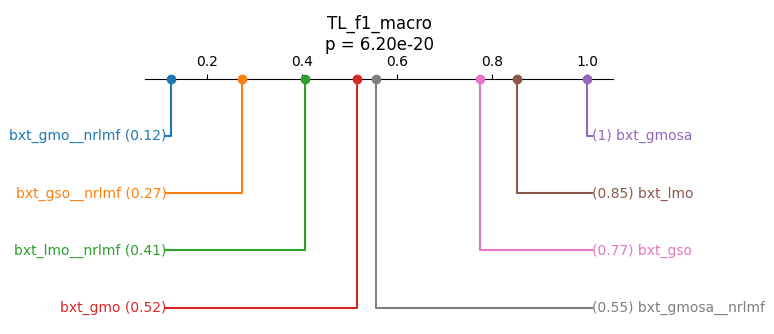 TL_f1_macro
p = 6.20e-20
0.2 0.4 0.6 0.8 1.0
bxt_gmo__nrlmf (0.12) (1) bxt_gmosa
bxt_gso__nrlmf (0.27) (0.85) bxt_lmo
bxt_lmo__nrlmf (0.41) (0.77) bxt_gso
bxt_gmo (0.52) (0.55) bxt_gmosa__nrlmf